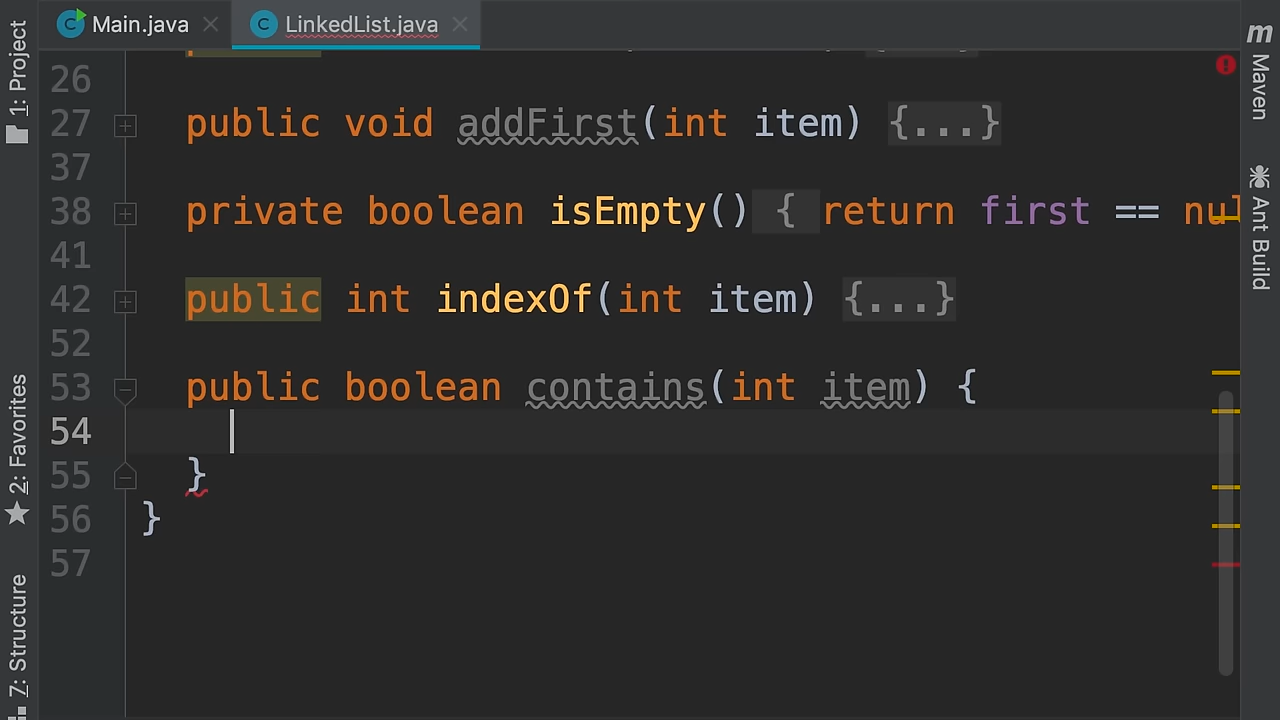 Main.java LinkedList.java
26
27 public void addFirst(int item) {...}
37
38 private boolean isEmpty() { return first == nul
41
42 public int indexOf(int item) {...}
52
53 public boolean contains(int item) {
54
55 }
56 }
57
1: Project
2: Favorites
7: Structure
m Maven
Ant Build